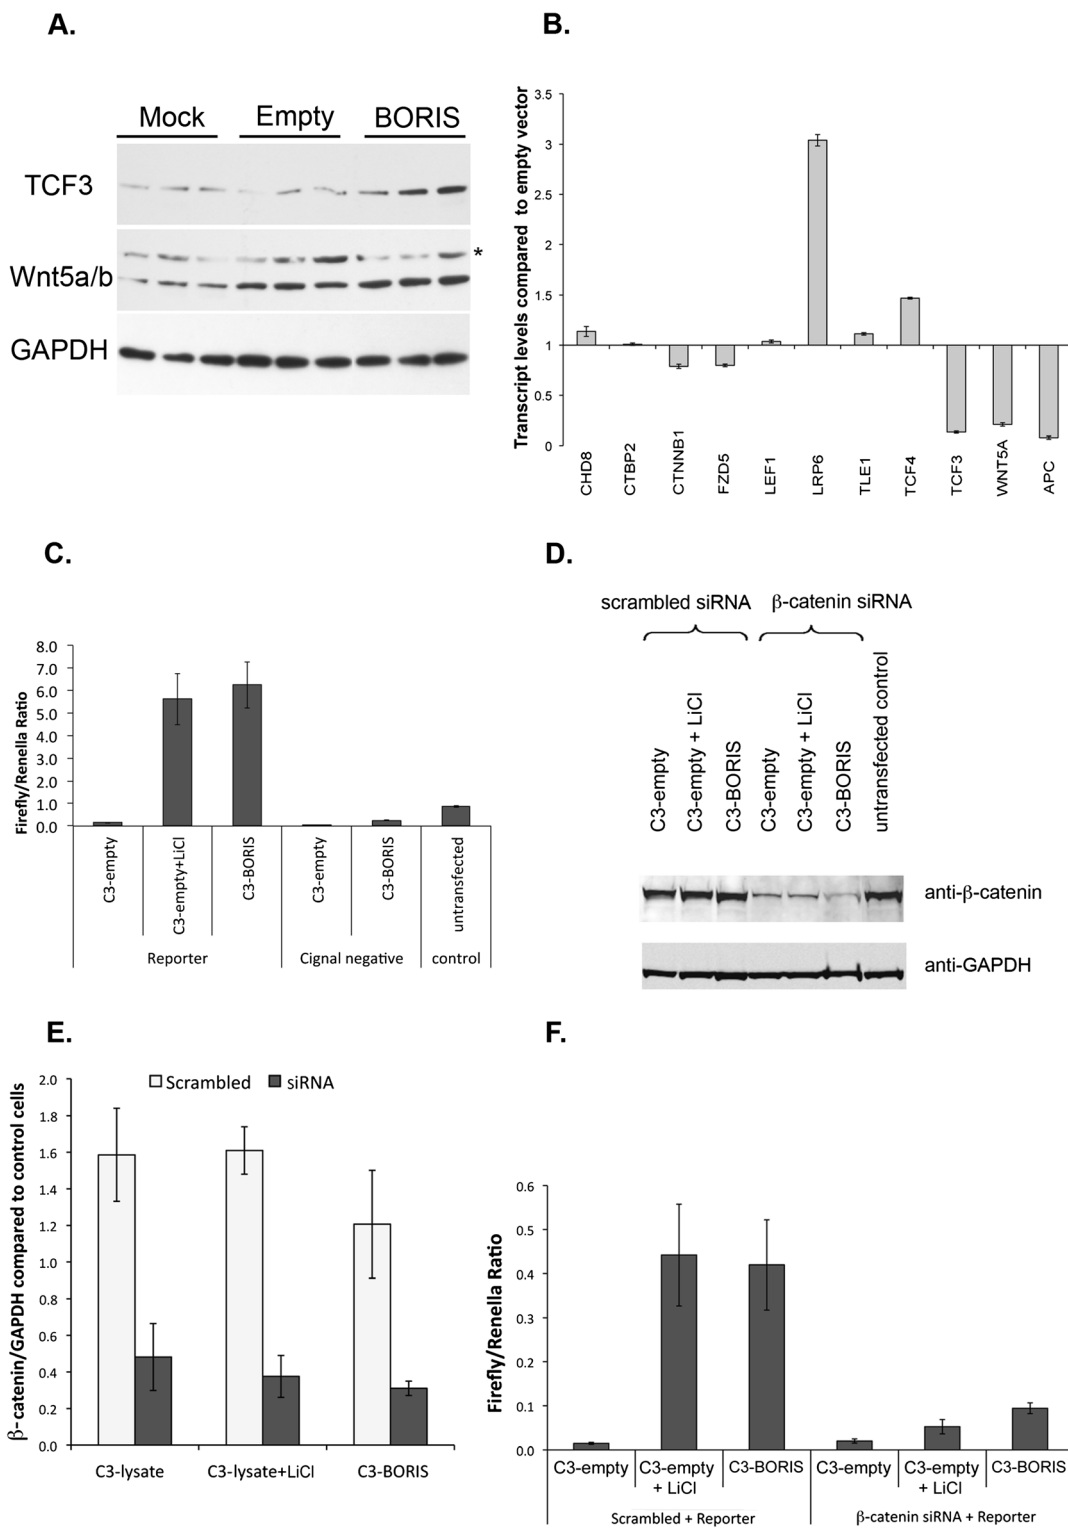 A.
Mock Empty BORIS
TCF3
Wnt5a/b
*
GAPDH
B.
Transcript levels compared to empty vector
3.5
3
2.5
2
1.5
1
0.5
0
CHD8
CTBP2
CTNNB1
FZD5
LEF1
LRP6
TLE1
TCF4
TCF3
WNT5A
APC
C.
Firefly/Renella Ratio
8.0
7.0
6.0
5.0
4.0
3.0
2.0
1.0
0.0
C3-empty
C3-empty+LiCl
C3-BORIS
C3-empty
C3-BORIS
untransfected
Reporter Cignal negative control
D.
scrambled siRNA β-catenin siRNA
C3-empty
C3-empty + LiCl
C3-BORIS
C3-empty
C3-empty + LiCl
C3-BORIS
untransfected control
anti-β-catenin
anti-GAPDH
E.
β-catenin/GAPDH compared to control cells
Scrambled siRNA
2.0
1.8
1.6
1.4
1.2
1.0
0.8
0.6
0.4
0.2
0.0
C3-lysate C3-lysate+LiCl C3-BORIS
F.
Firefly/Renella Ratio
0.6
0.5
0.4
0.3
0.2
0.1
0.0
C3-empty C3-empty C3-BORIS C3-empty C3-empty C3-BORIS
+ LiCl + LiCl
Scrambled + Reporter β-catenin siRNA + Reporter